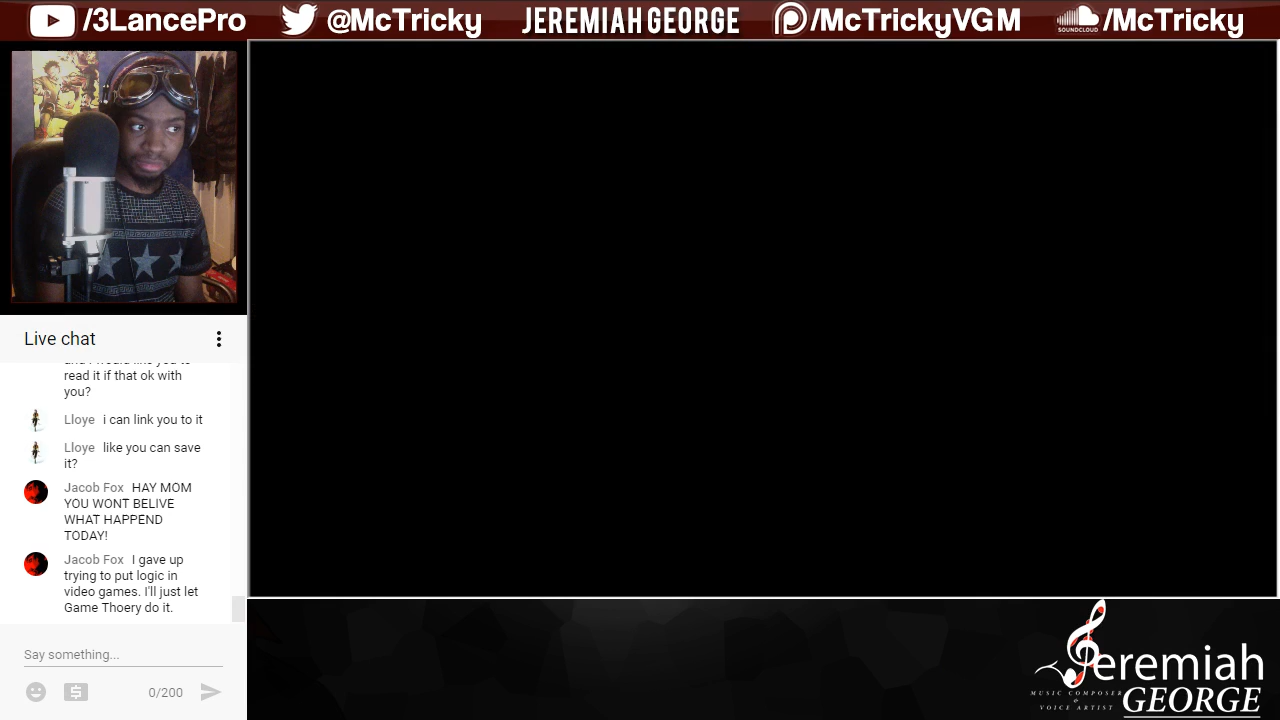 /3LancePro @McTricky JEREMIAH GEORGE /McTrickyVGM SOUNDCLOUD /McTricky
Live chat
read it if that ok with
you?
Lloye i can link you to it
Lloye like you can save
it?
Jacob Fox HAY MOM
YOU WONT BELIVE
WHAT HAPPEND
TODAY!
Jacob Fox I gave up
trying to put logic in
video games. I'll just let
Game Thoery do it.
Say something...
0/200
Jeremiah
MUSIC COMPOSER
&
VOICE ARTIST
GEORGE